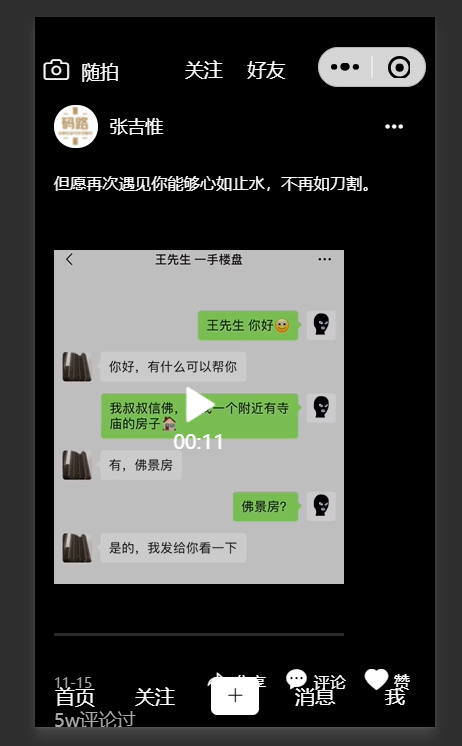 随拍
关注
好友
码路
张吉惟
但愿再次遇见你能够心如止水，不再如刀割。
王先生 一手楼盘
王先生 你好
你好，有什么可以帮你
我叔叔信佛，
找一个附近有寺
庙的房子
00:11
有，佛景房
佛景房?
是的，我发给你看一下
11-15
分享
评论
赞
首页
关注
+
消息
我
5w评论过